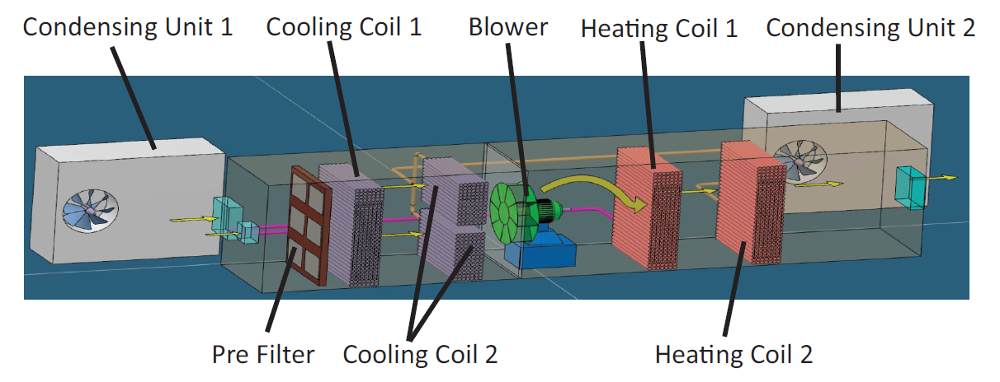 Condensing Unit 1
Cooling Coil 1
Blower
Heating Coil 1
Condensing Unit 2
Pre Filter
Cooling Coil 2
Heating Coil 2